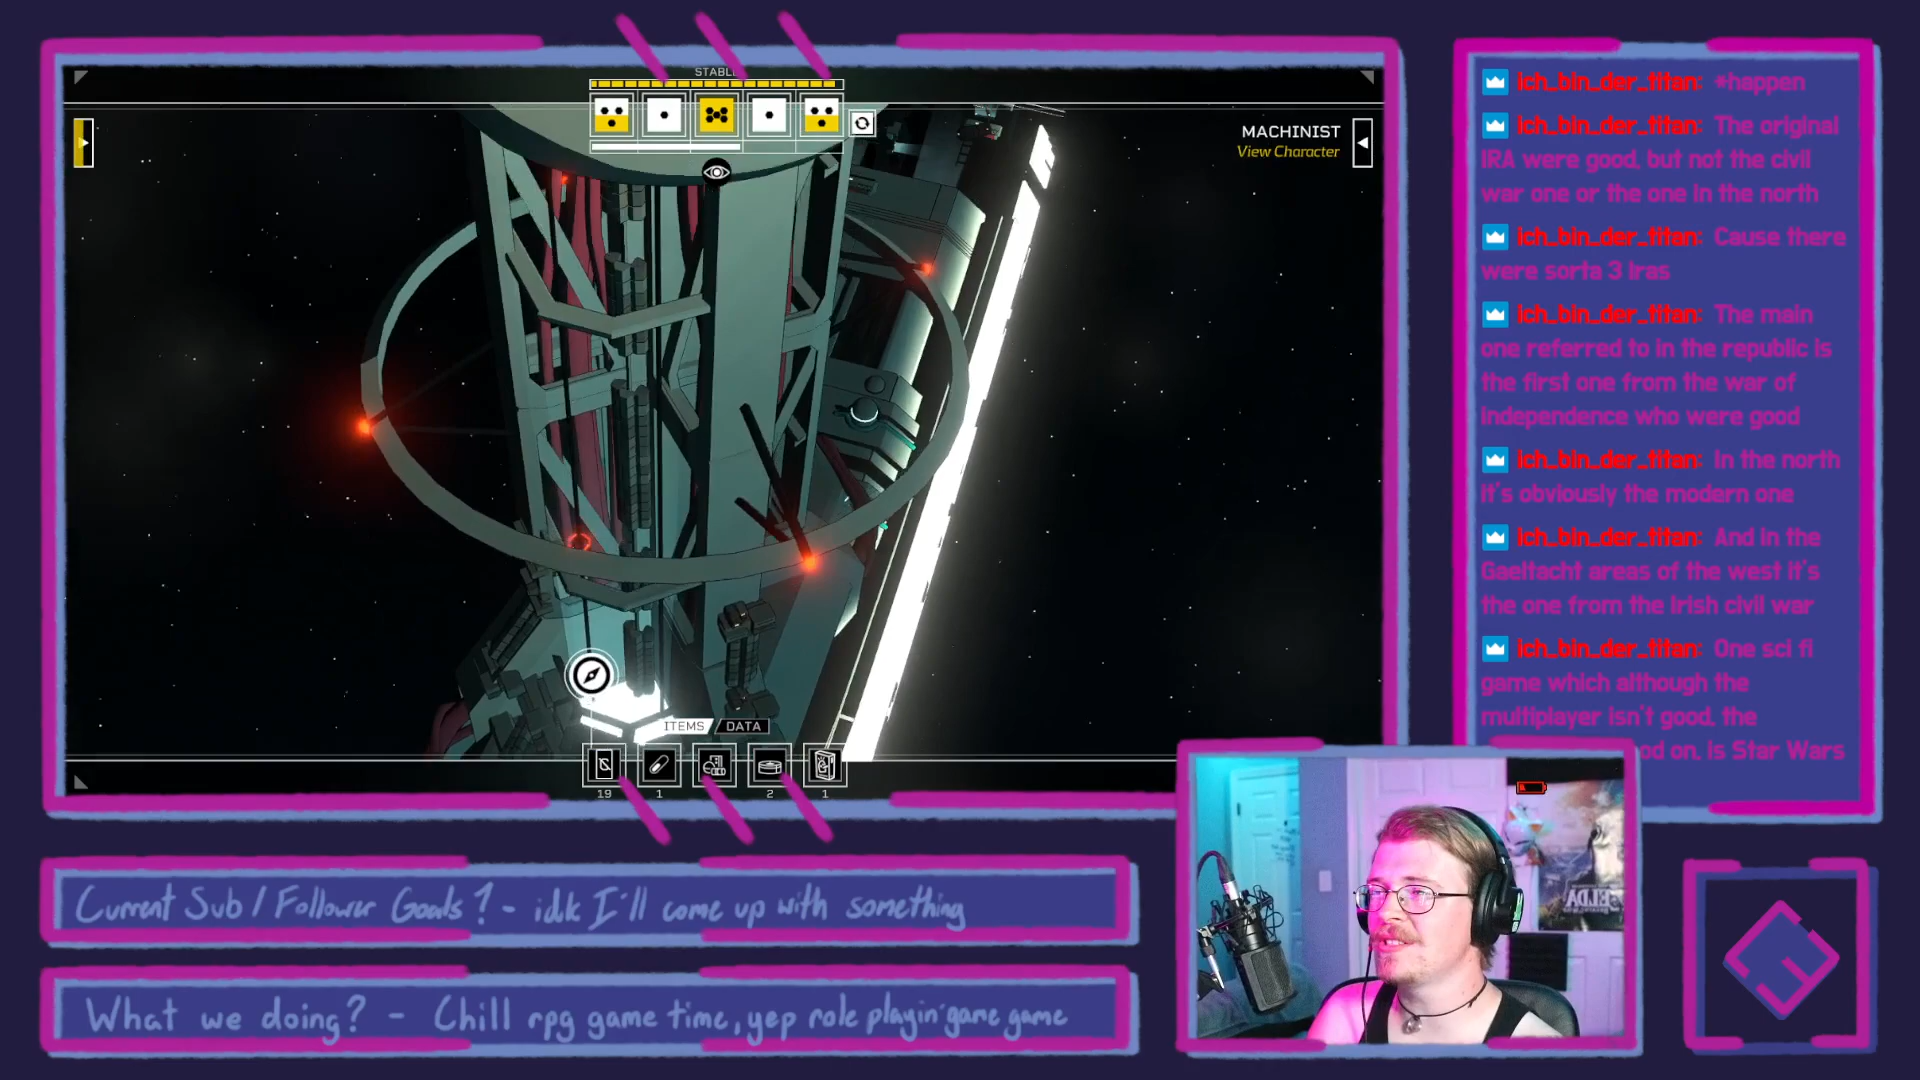 STABLE
MACHINIST
View Character
ITEMS DATA
19 1 2 1
ich_bin_der_titan: *happen
ich_bin_der_titan: The original
IRA were good, but not the civil
war one or the one in the north
ich_bin_der_titan: Cause there
were sorta 3 Iras
ich_bin_der_titan: The main
one referred to in the republic is
the first one from the war of
independence who were good
ich_bin_der_titan: In the north
it's obviously the modern one
ich_bin_der_titan: And in the
Gaeltacht areas of the west it's
the one from the Irish civil war
ich_bin_der_titan: One sci fi
game which although the
multiplayer isn't good, the
on, is Star Wars
Current Sub / Follower Goals? - idk I'll come up with something
What we doing? - Chill rpg game time, yep role playin' game game
ZELDA